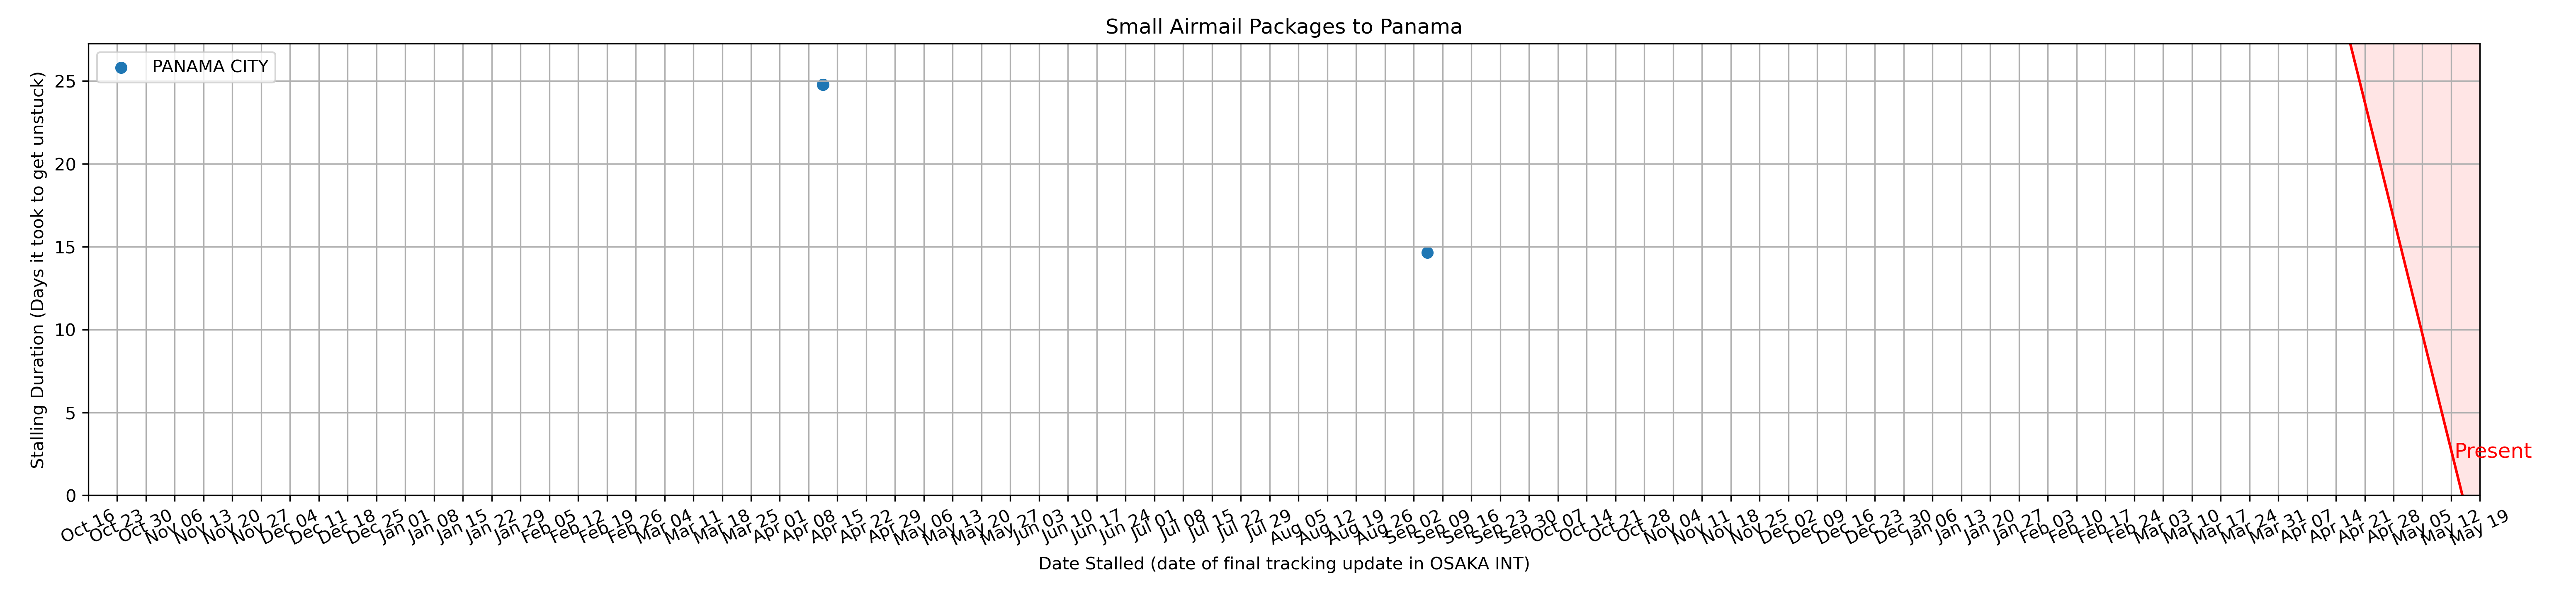 Small Airmail Packages to Panama
PANAMA CITY
Stalling Duration (Days it took to get unstuck)
25
20
15
10
5
0
Present
Oct 16 Oct 23 Oct 30 Nov 06 Nov 13 Nov 20 Nov 27 Dec 04 Dec 11 Dec 18 Dec 25 Jan 01 Jan 08 Jan 15 Jan 22 Jan 29 Feb 05 Feb 12 Feb 19 Feb 26 Mar 04 Mar 11 Mar 18 Mar 25 Apr 01 Apr 08 Apr 15 Apr 22 Apr 29 May 06 May 13 May 20 May 27 Jun 03 Jun 10 Jun 17 Jun 24 Jul 01 Jul 08 Jul 15 Jul 22 Jul 29 Aug 05 Aug 12 Aug 19 Aug 26 Sep 02 Sep 09 Sep 16 Sep 23 Sep 30 Oct 07 Oct 14 Oct 21 Oct 28 Nov 04 Nov 11 Nov 18 Nov 25 Dec 02 Dec 09 Dec 16 Dec 23 Dec 30 Jan 06 Jan 13 Jan 20 Jan 27 Feb 03 Feb 10 Feb 17 Feb 24 Mar 03 Mar 10 Mar 17 Mar 24 Mar 31 Apr 07 Apr 14 Apr 21 Apr 28 May 05 May 12 May 19
Date Stalled (date of final tracking update in OSAKA INT)